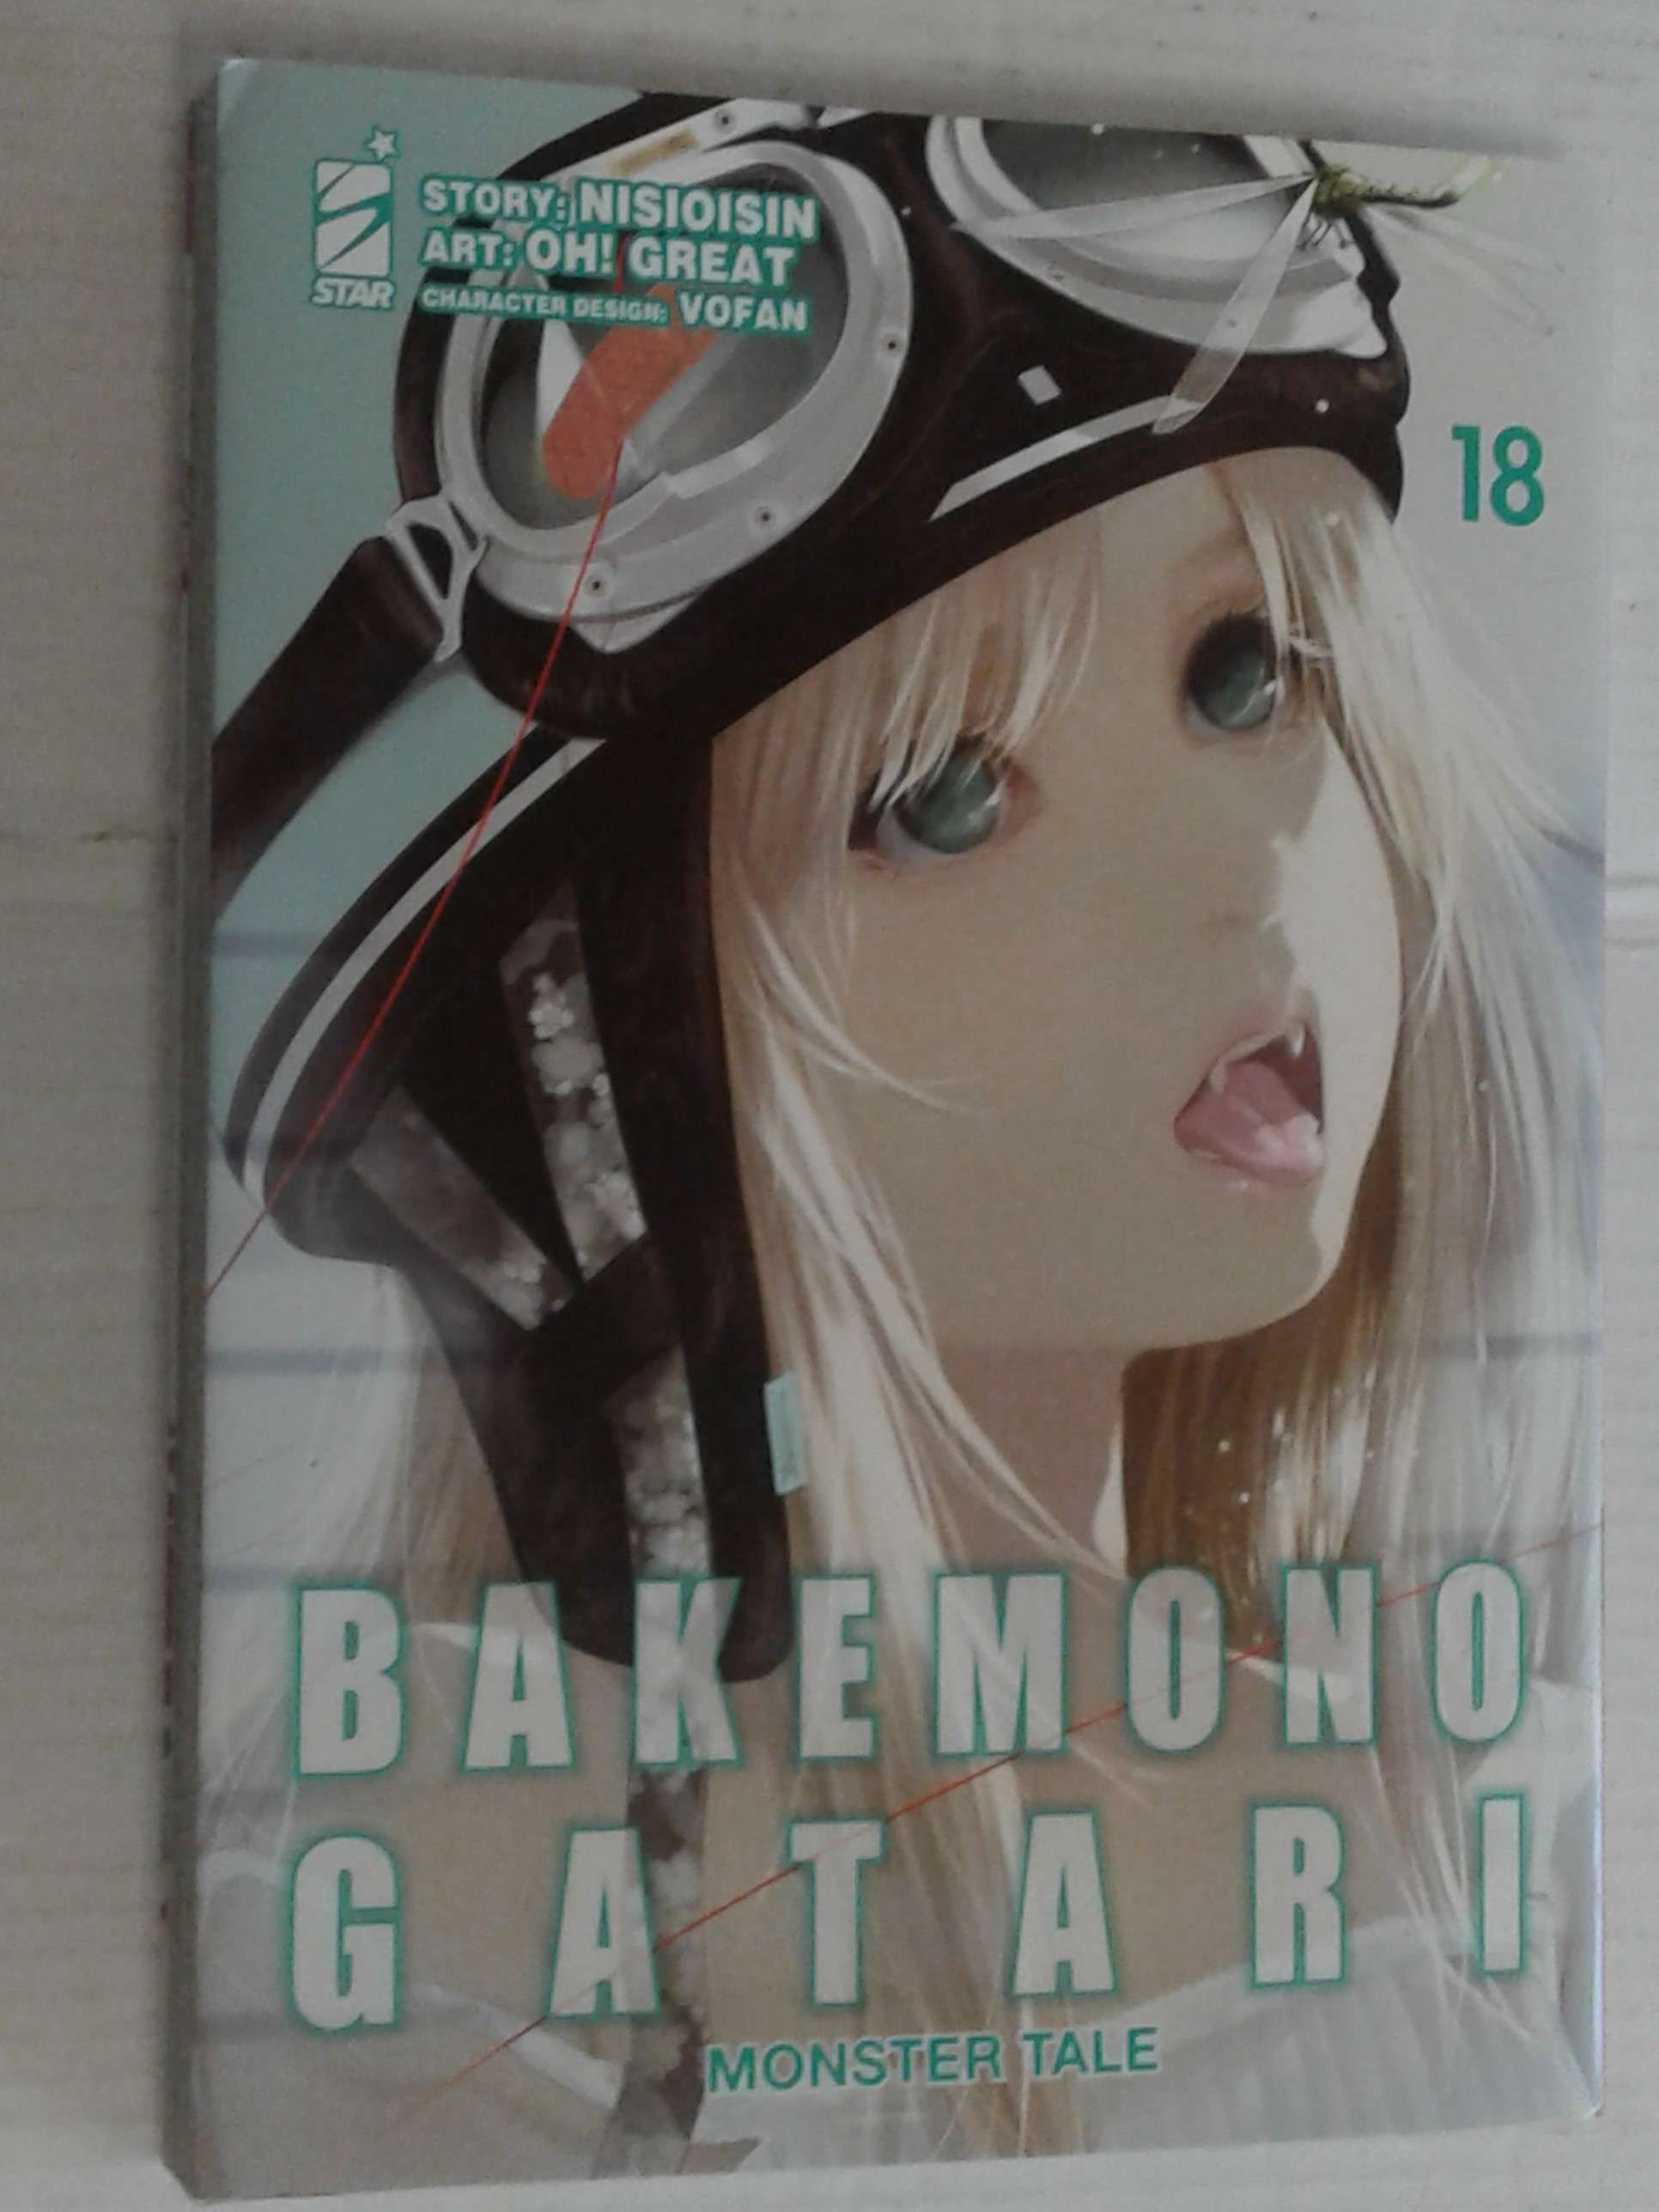 STAR
STORY: NISIOISIN
ART: OH! GREAT
CHARACTER DESIGN: VOFAN
18
BAKEMONO
GATARI
MONSTER TALE